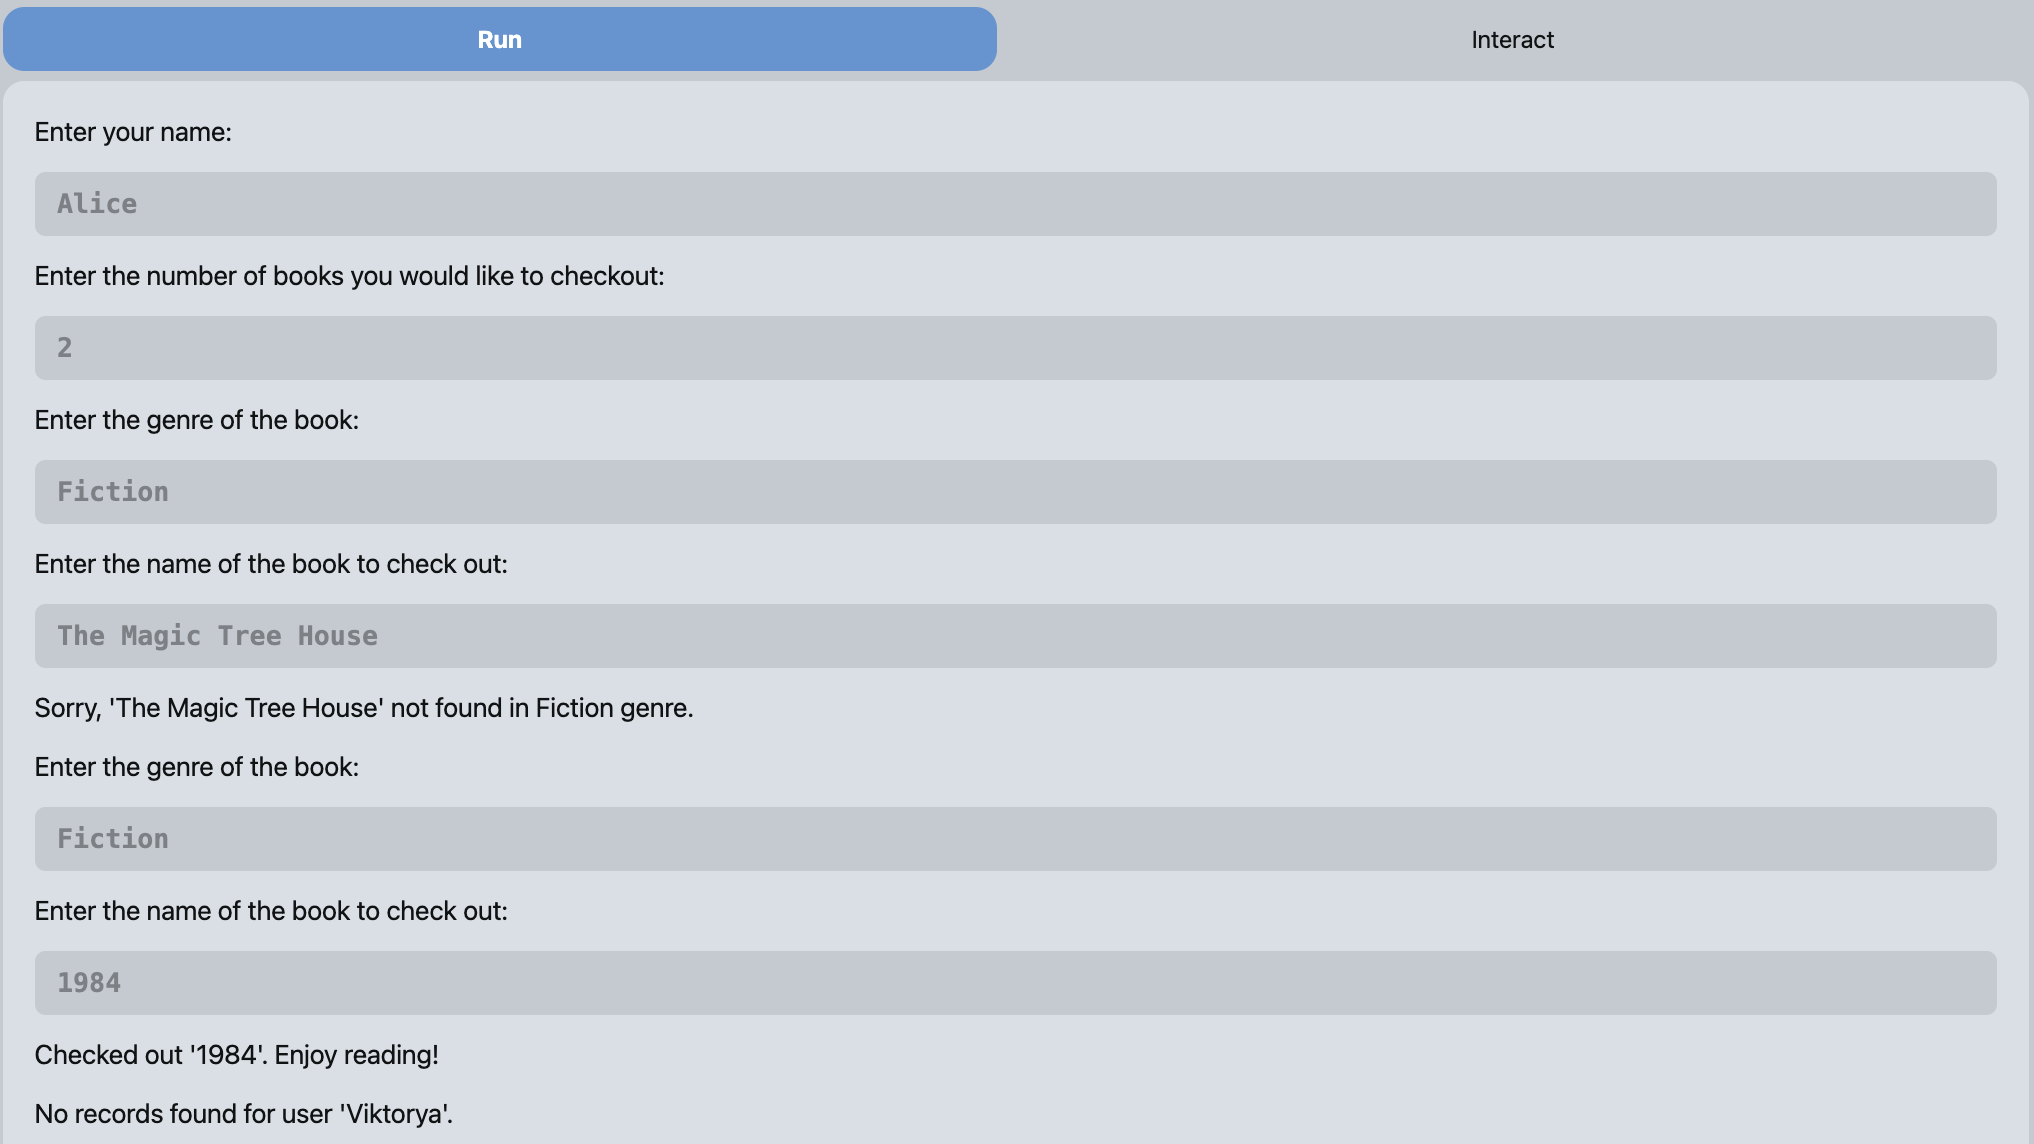 Run
Interact
Enter your name:
Alice
Enter the number of books you would like to checkout:
2
Enter the genre of the book:
Fiction
Enter the name of the book to check out:
The Magic Tree House
Sorry, 'The Magic Tree House' not found in Fiction genre.
Enter the genre of the book:
Fiction
Enter the name of the book to check out:
1984
Checked out '1984'. Enjoy reading!
No records found for user 'Viktorya'.